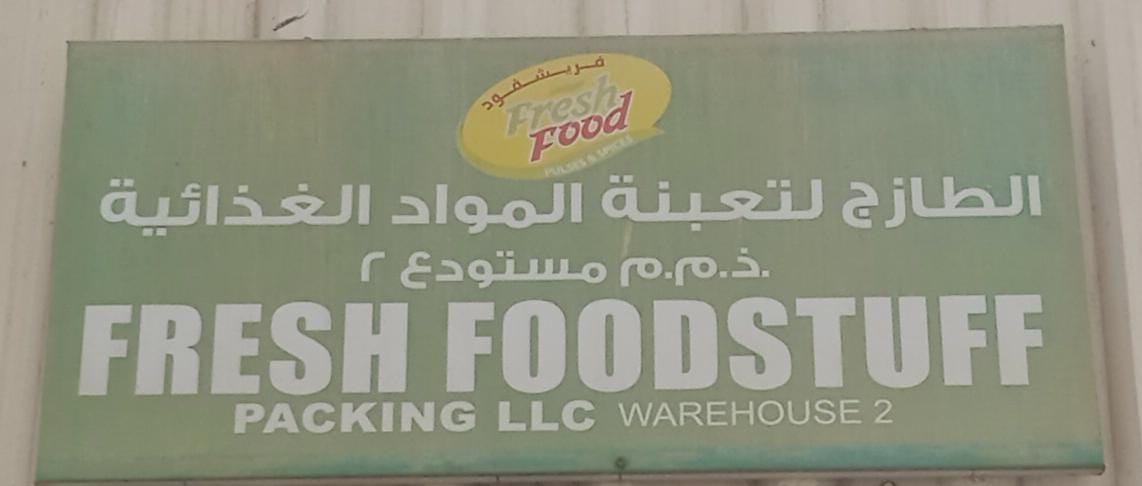 فريشفود
Fresh
Food
PULSES & SPICES
الطازج لتعبئة المواد الغذائية
ذ.م.م. مستودع ٢
FRESH FOODSTUFF
PACKING LLC WAREHOUSE 2